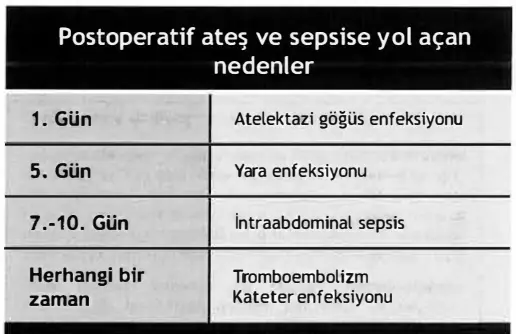 Postoperatif ateş ve sepsise yol açan
nedenler
1. Gün
Atelektazi göğüs enfeksiyonu
5. Gün
Yara enfeksiyonu
7.-10. Gün
İntraabdominal sepsis
Herhangi bir
zaman
Tromboembolizm
Kateter enfeksiyonu